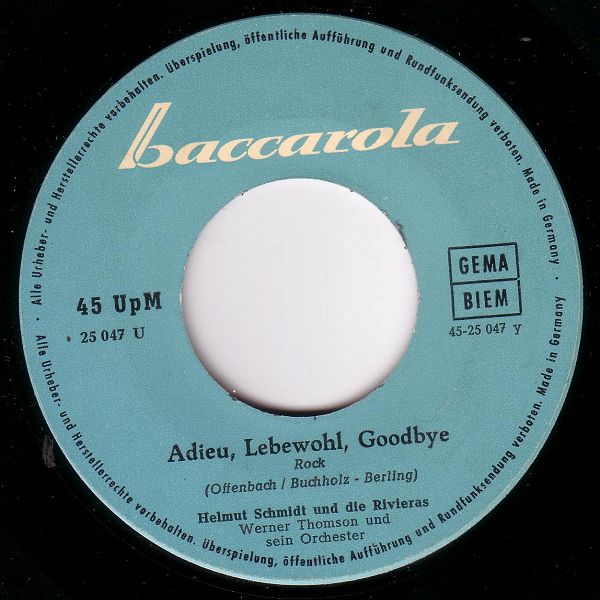 Alle Urheber- und Herstellerrechte vorbehalten. Überspielung, öffentliche Aufführung und Rundfunksendung verboten. Made in Germany •
baccarola
GEMA
BIEM
45 UpM
25 047 U
45-25 047 y
Adieu, Lebewohl, Goodbye
Rock
(Offenbach / Buchholz - Berling)
Helmut Schmidt und die Rivieras
Werner Thomson und
sein Orchester
Alle Urheber- und Herstellerrechte vorbehalten. Überspielung, öffentliche Aufführung und Rundfunksendung verboten. Made in Germany •